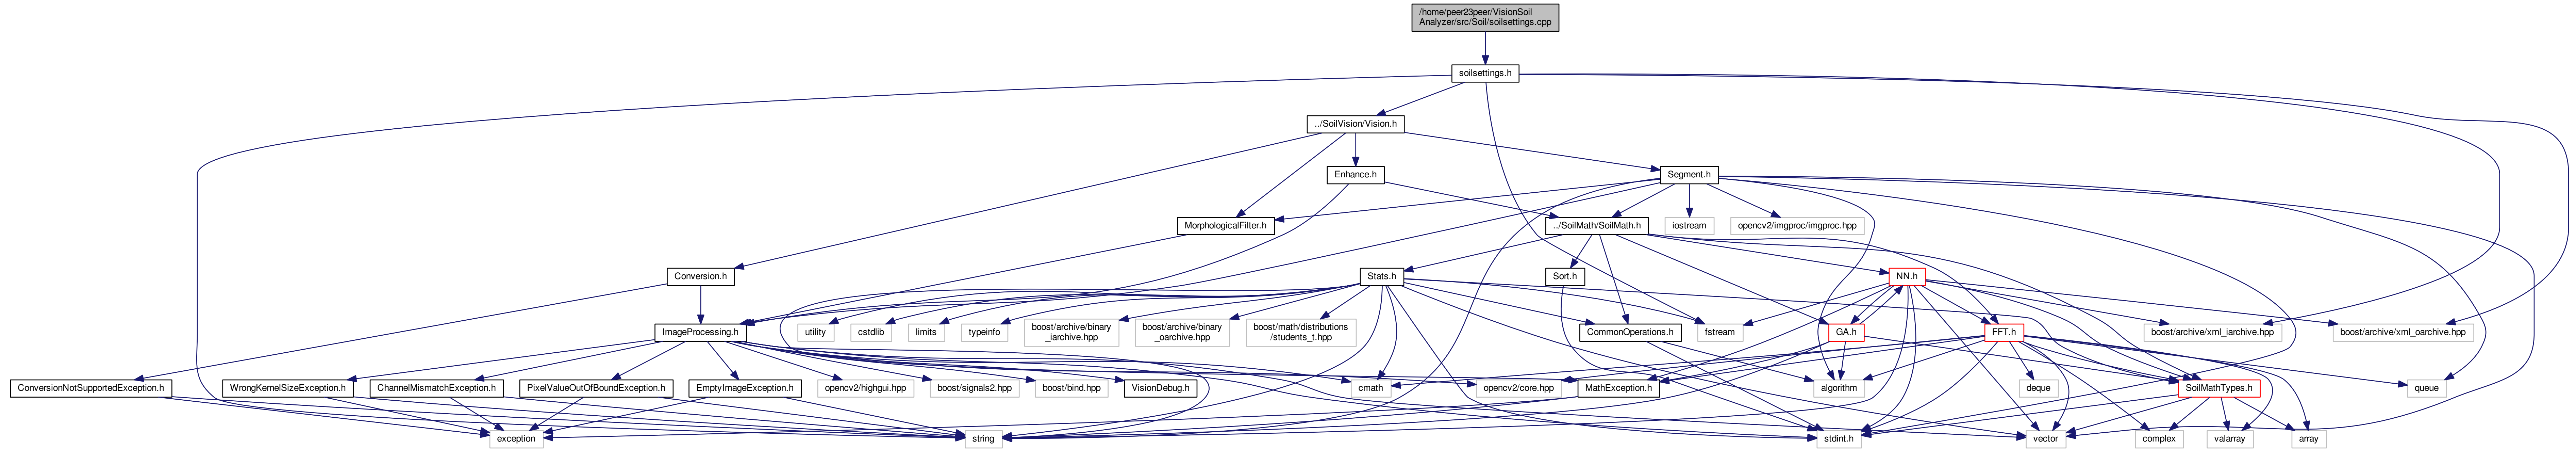 /home/peer23peer/VisionSoil
Analyzer/src/Soil/soilsettings.cpp
soilsettings.h
../SoilVision/Vision.h
Enhance.h
Segment.h
MorphologicalFilter.h
../SoilMath/SoilMath.h
iostream
opencv2/imgproc/imgproc.hpp
Conversion.h
Stats.h
Sort.h
NN.h
ImageProcessing.h
utility
cstdlib
limits
typeinfo
boost/archive/binary
_iarchive.hpp
boost/archive/binary
_oarchive.hpp
boost/math/distributions
/students_t.hpp
CommonOperations.h
fstream
GA.h
FFT.h
boost/archive/xml_iarchive.hpp
boost/archive/xml_oarchive.hpp
ConversionNotSupportedException.h
WrongKernelSizeException.h
ChannelMismatchException.h
PixelValueOutOfBoundException.h
EmptyImageException.h
opencv2/highgui.hpp
boost/signals2.hpp
boost/bind.hpp
VisionDebug.h
cmath
opencv2/core.hpp
MathException.h
algorithm
deque
SoilMathTypes.h
queue
exception
string
stdint.h
vector
complex
valarray
array